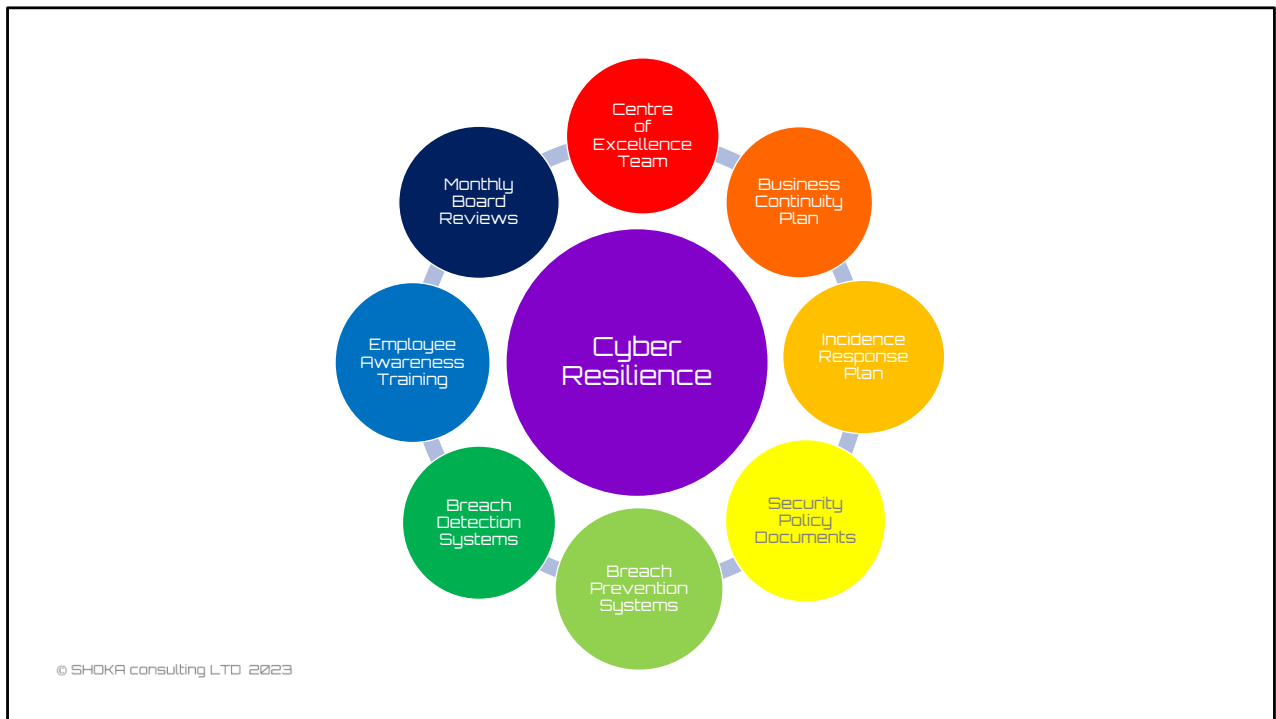 Centre
of
Excellence
Team
Business
Continuity
Plan
Incidence
Response
Plan
Security
Policy
Documents
Breach
Prevention
Systems
Breach
Detection
Systems
Employee
Awareness
Training
Monthly
Board
Reviews
Cyber
Resilience
© SHOKA consulting LTD 2023